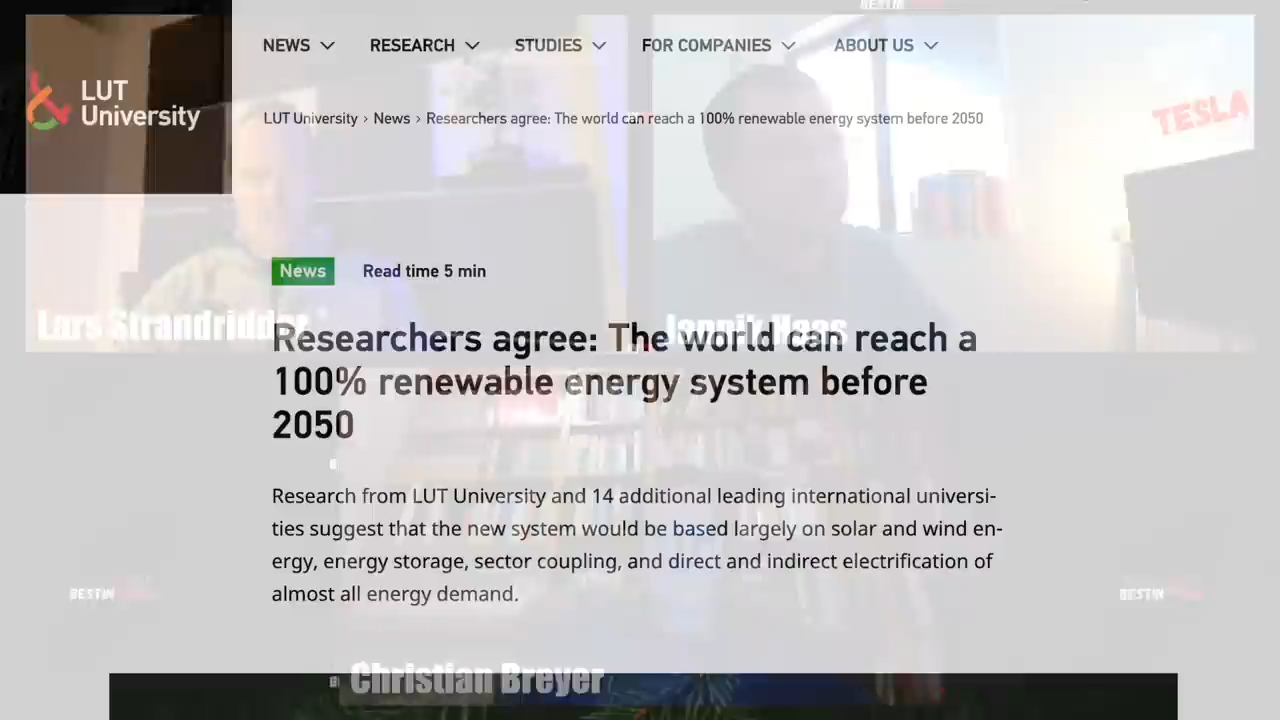 NEWS
RESEARCH
STUDIES
FOR COMPANIES
ABOUT US
LUT
University
TESLA
LUT University › News › Researchers agree: The world can reach a 100% renewable energy system before 2050
News
Read time 5 min
Lars Strandridder
Jannik Haas
Researchers agree: The world can reach a
100% renewable energy system before
2050
Research from LUT University and 14 additional leading international universi-
ties suggest that the new system would be based largely on solar and wind en-
ergy, energy storage, sector coupling, and direct and indirect electrification of
almost all energy demand.
Christian Breyer